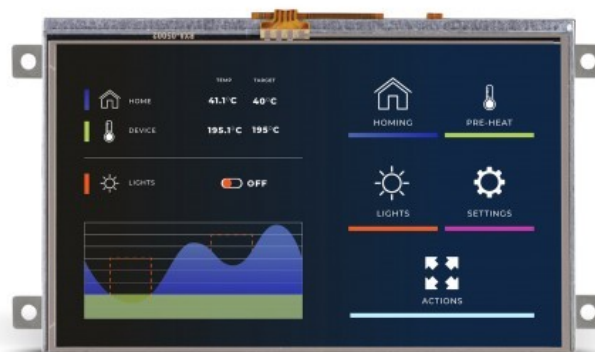 TEMP TARGET
HOME 41.1°C 40°C
DEVICE 195.1°C 195°C
LIGHTS OFF
HOMING PRE-HEAT
LIGHTS SETTINGS
ACTIONS